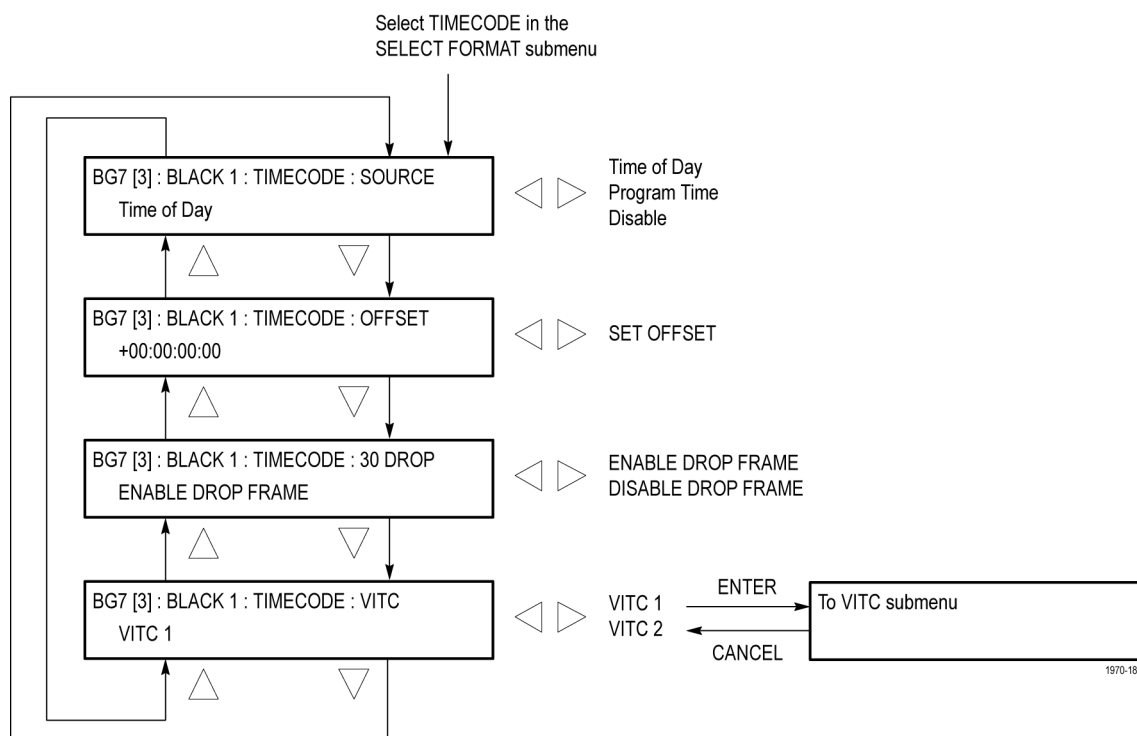 Select TIMECODE in the
SELECT FORMAT submenu
BG7 [3] : BLACK 1 : TIMECODE : SOURCE
Time of Day
Time of Day
Program Time
Disable
BG7 [3] : BLACK 1 : TIMECODE : OFFSET
+00:00:00:00
SET OFFSET
BG7 [3] : BLACK 1 : TIMECODE : 30 DROP
ENABLE DROP FRAME
ENABLE DROP FRAME
DISABLE DROP FRAME
BG7 [3] : BLACK 1 : TIMECODE : VITC
VITC 1
VITC 1
VITC 2
ENTER
CANCEL
To VITC submenu
1970-18